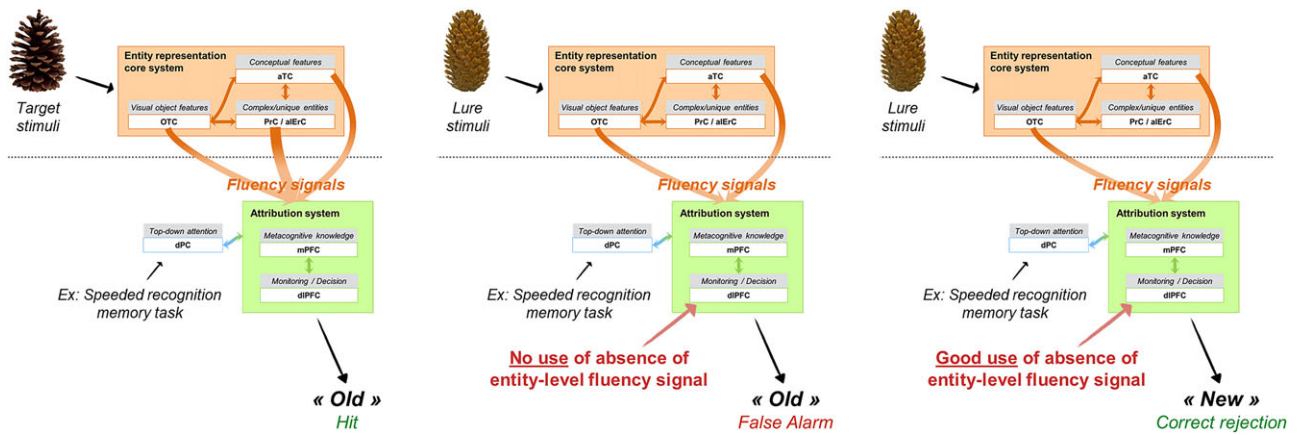 Target
stimuli
Entity representation
core system
Conceptual features
aTC
Visual object features
OTC
Complex/unique entities
PrC / alErC
Fluency signals
Attribution system
Top-down attention
dPC
Metacognitive knowledge
mPFC
Monitoring / Decision
dlPFC
Ex: Speeded recognition
memory task
« Old »
Hit
Lure
stimuli
Entity representation
core system
Conceptual features
aTC
Visual object features
OTC
Complex/unique entities
PrC / alErC
Fluency signals
Attribution system
Top-down attention
dPC
Metacognitive knowledge
mPFC
Monitoring / Decision
dlPFC
Ex: Speeded recognition
memory task
No use of absence of
entity-level fluency signal
« Old »
False Alarm
Lure
stimuli
Entity representation
core system
Conceptual features
aTC
Visual object features
OTC
Complex/unique entities
PrC / alErC
Fluency signals
Attribution system
Top-down attention
dPC
Metacognitive knowledge
mPFC
Monitoring / Decision
dlPFC
Ex: Speeded recognition
memory task
Good use of absence of
entity-level fluency signal
« New »
Correct rejection